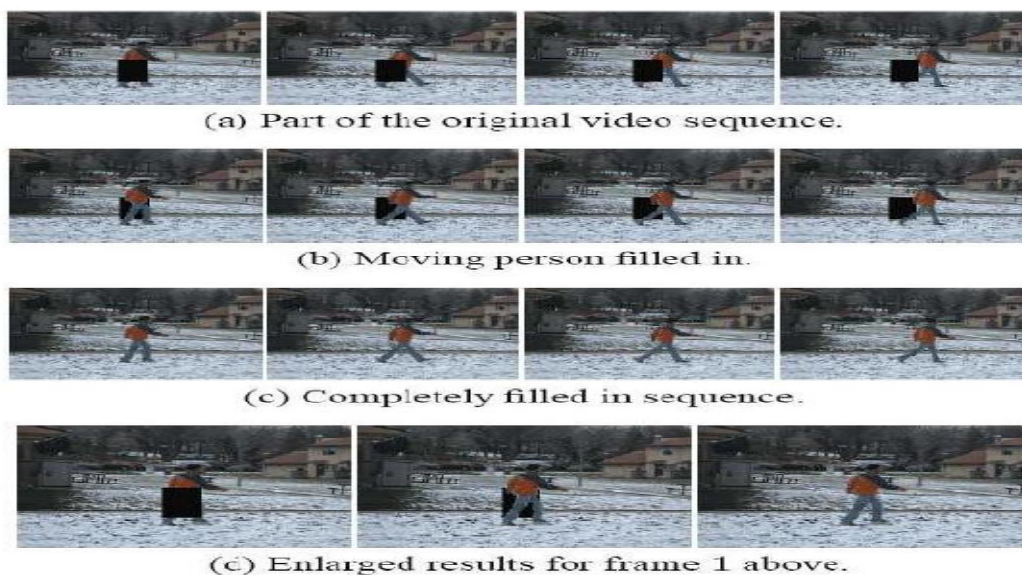 (a) Part of the original video sequence.
(b) Moving person filled in.
(c) Completely filled in sequence.
(d) Enlarged results for frame 1 above.